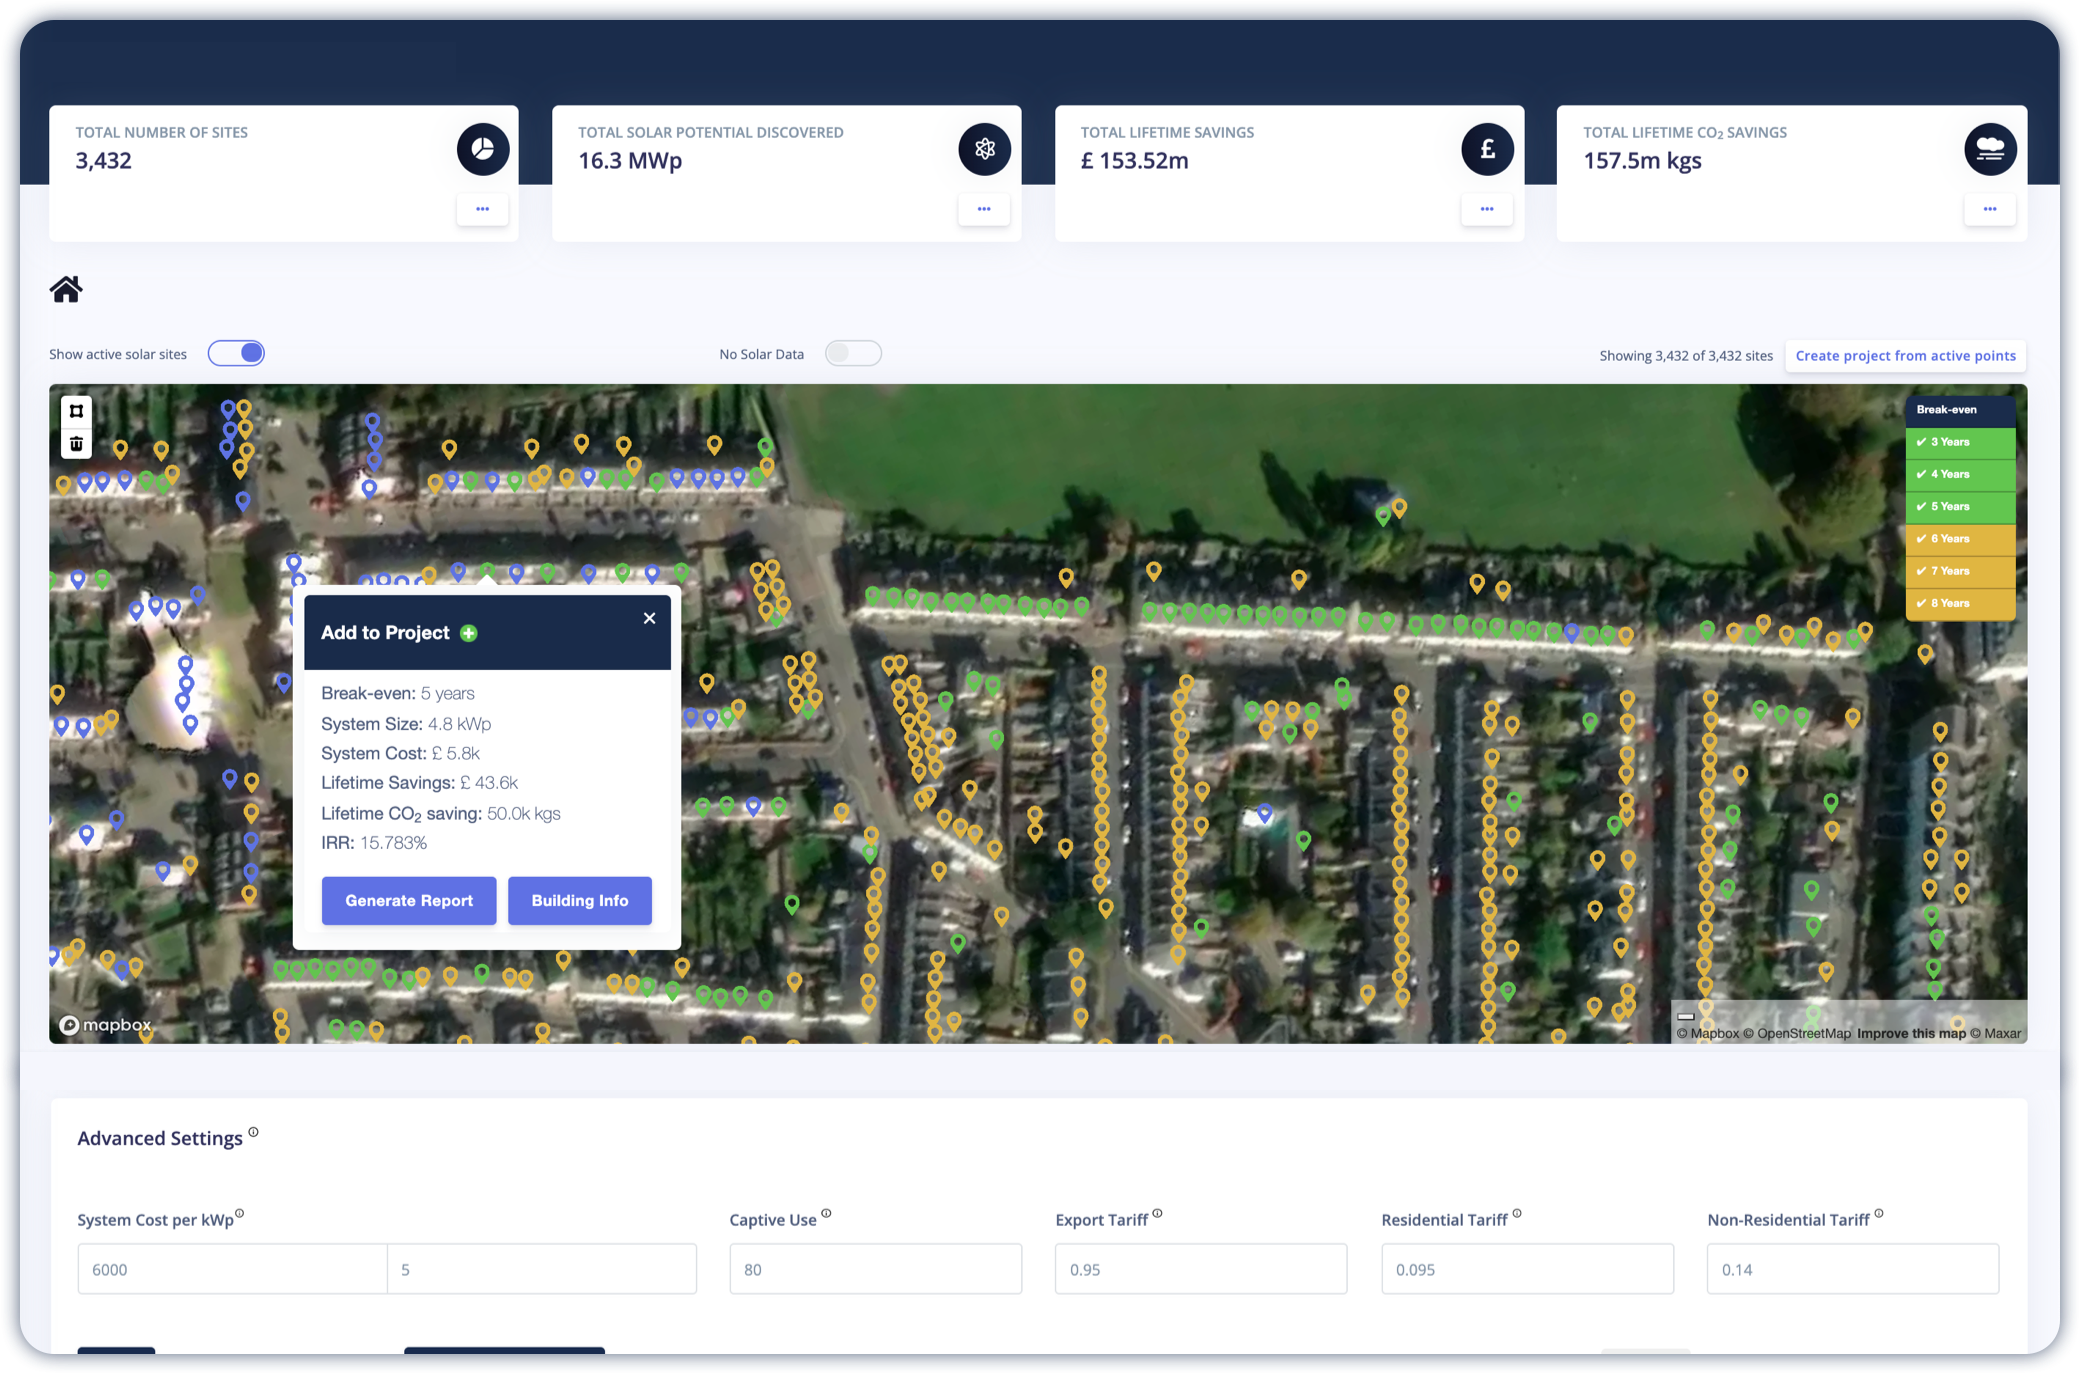 TOTAL NUMBER OF SITES
3,432
TOTAL SOLAR POTENTIAL DISCOVERED
16.3 MWp
TOTAL LIFETIME SAVINGS
£ 153.52m
£
TOTAL LIFETIME CO₂ SAVINGS
157.5m kgs
Show active solar sites
No Solar Data
Showing 3,432 of 3,432 sites
Create project from active points
Break-even
✔ 3 Years
✔ 4 Years
✔ 5 Years
✔ 6 Years
✔ 7 Years
✔ 8 Years
Add to Project
Break-even: 5 years
System Size: 4.8 kWp
System Cost: £ 5.8k
Lifetime Savings: £ 43.6k
Lifetime CO₂ saving: 50.0k kgs
IRR: 15.783%
Generate Report
Building Info
mapbox
© Mapbox © OpenStreetMap Improve this map © Maxar
Advanced Settings
System Cost per kWp
Captive Use
Export Tariff
Residential Tariff
Non-Residential Tariff
6000
5
80
0.95
0.095
0.14